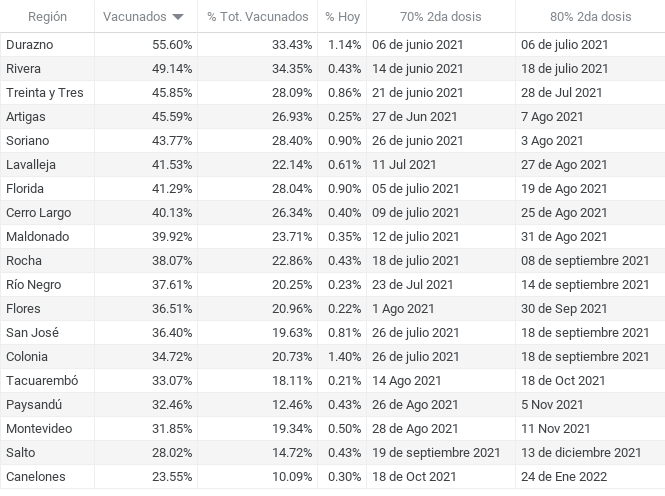 Región Vacunados % Tot. Vacunados % Hoy 70% 2da dosis 80% 2da dosis
Durazno 55.60% 33.43% 1.14% 06 de junio 2021 06 de julio 2021
Rivera 49.14% 34.35% 0.43% 14 de junio 2021 18 de julio 2021
Treinta y Tres 45.85% 28.09% 0.86% 21 de junio 2021 28 de Jul 2021
Artigas 45.59% 26.93% 0.25% 27 de Jun 2021 7 Ago 2021
Soriano 43.77% 28.40% 0.90% 26 de junio 2021 3 Ago 2021
Lavalleja 41.53% 22.14% 0.61% 11 Jul 2021 27 de Ago 2021
Florida 41.29% 28.04% 0.90% 05 de julio 2021 19 de Ago 2021
Cerro Largo 40.13% 26.34% 0.40% 09 de julio 2021 25 de Ago 2021
Maldonado 39.92% 23.71% 0.35% 12 de julio 2021 31 de Ago 2021
Rocha 38.07% 22.86% 0.43% 18 de julio 2021 08 de septiembre 2021
Río Negro 37.61% 20.25% 0.23% 23 de Jul 2021 14 de septiembre 2021
Flores 36.51% 20.96% 0.22% 1 Ago 2021 30 de Sep 2021
San José 36.40% 19.63% 0.81% 26 de julio 2021 18 de septiembre 2021
Colonia 34.72% 20.73% 1.40% 26 de julio 2021 18 de septiembre 2021
Tacuarembó 33.07% 18.11% 0.21% 14 Ago 2021 18 de Oct 2021
Paysandú 32.46% 12.46% 0.43% 26 de Ago 2021 5 Nov 2021
Montevideo 31.85% 19.34% 0.50% 28 de Ago 2021 11 Nov 2021
Salto 28.02% 14.72% 0.43% 19 de septiembre 2021 13 de diciembre 2021
Canelones 23.55% 10.09% 0.30% 18 de Oct 2021 24 de Ene 2022